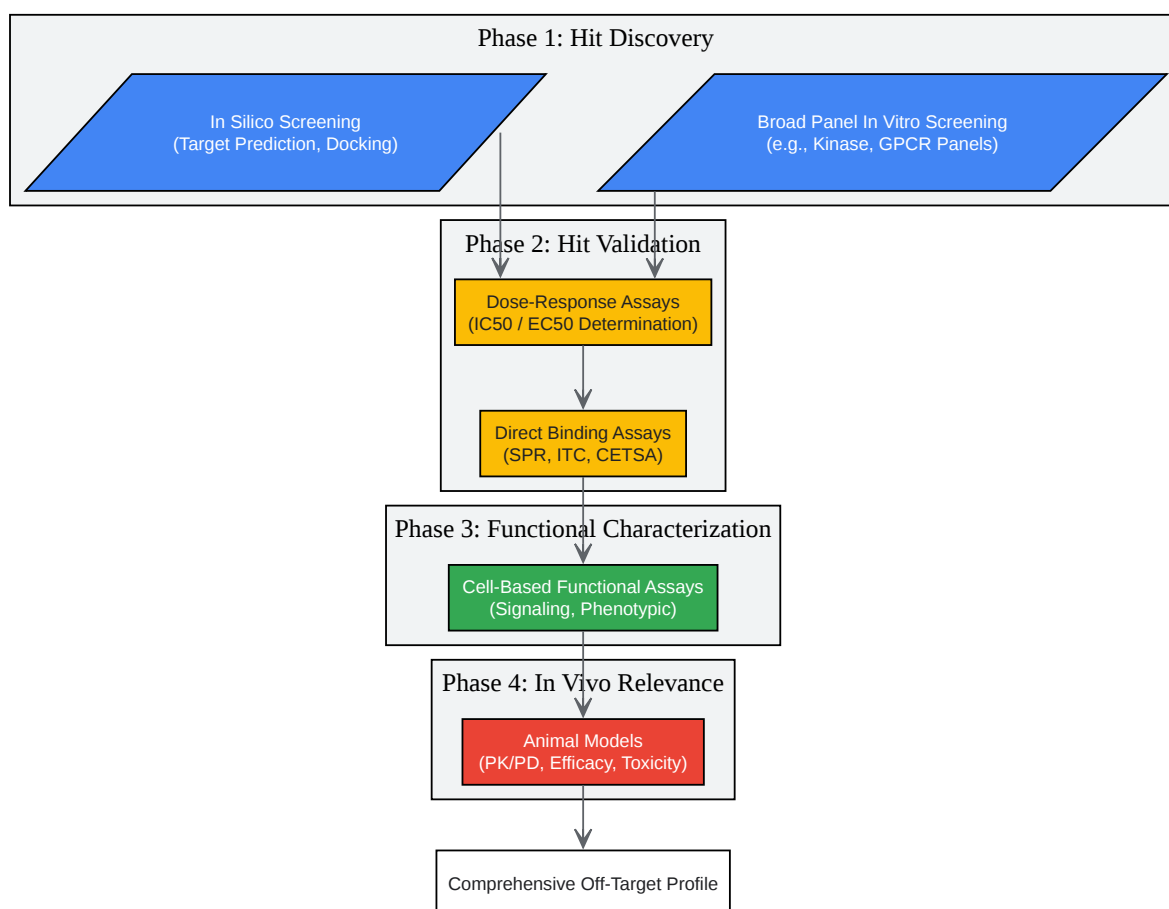 Phase 1: Hit Discovery
In Silico Screening
(Target Prediction, Docking)
Broad Panel In Vitro Screening
(e.g., Kinase, GPCR Panels)
Phase 2: Hit Validation
Dose-Response Assays
(IC50 / EC50 Determination)
Direct Binding Assays
(SPR, ITC, CETSA)
Phase 3: Functional Characterization
Cell-Based Functional Assays
(Signaling, Phenotypic)
Phase 4: In Vivo Relevance
Animal Models
(PK/PD, Efficacy, Toxicity)
Comprehensive Off-Target Profile